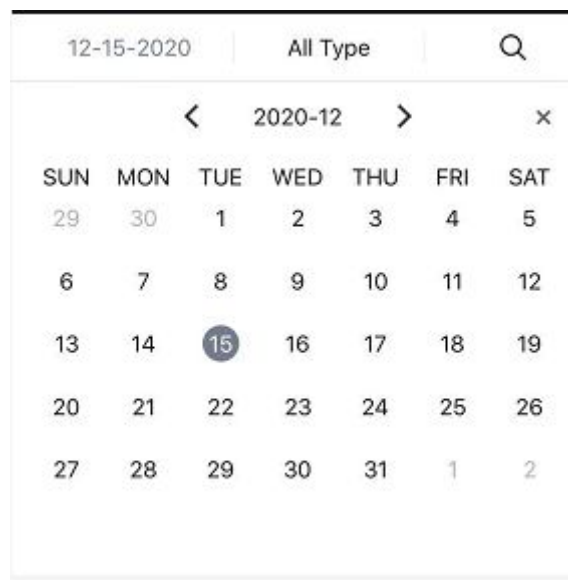 12-15-2020 All Type
2020-12 ×
SUN MON TUE WED THU FRI SAT
29 30 1 2 3 4 5
6 7 8 9 10 11 12
13 14 15 16 17 18 19
20 21 22 23 24 25 26
27 28 29 30 31 1 2